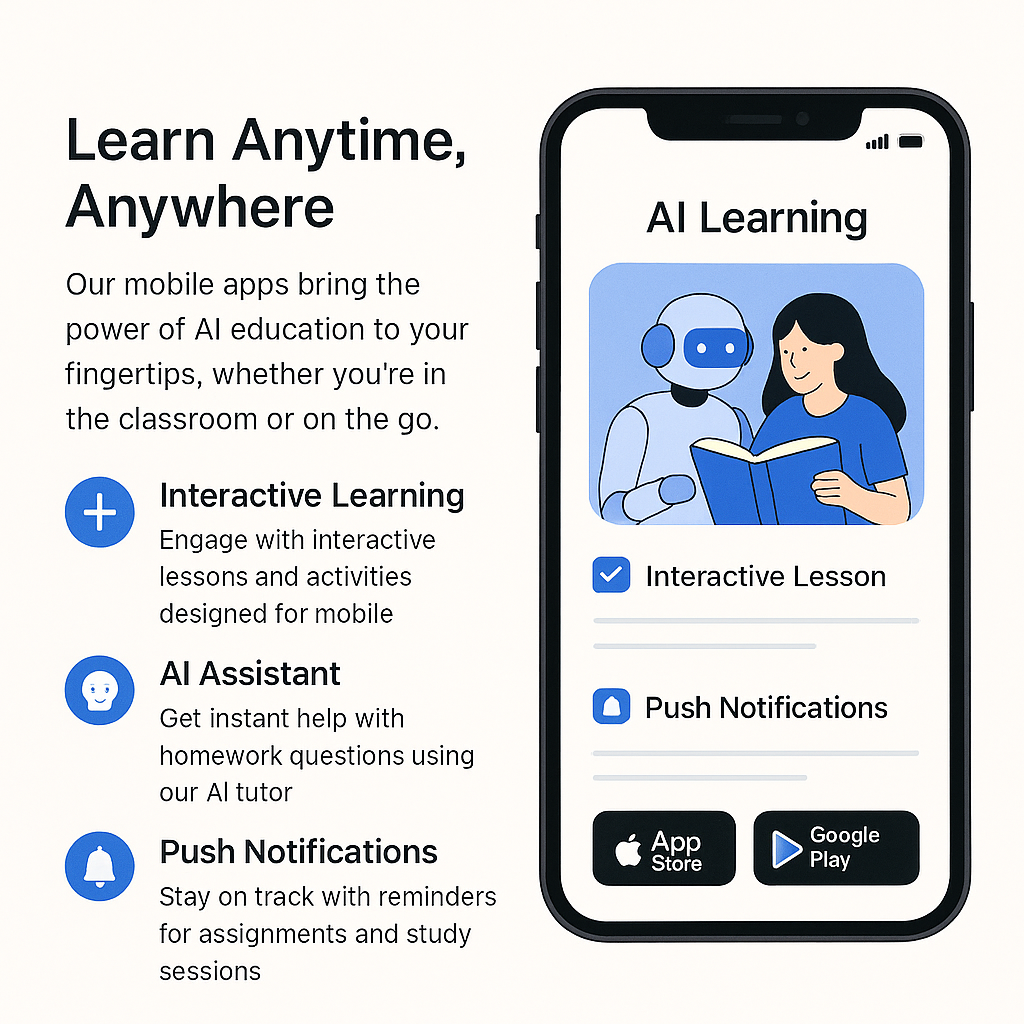 Learn Anytime,
Anywhere
Our mobile apps bring the
power of AI education to your
fingertips, whether you're in
the classroom or on the go.
Interactive Learning
Engage with interactive
lessons and activities
designed for mobile
AI Assistant
Get instant help with
homework questions using
our AI tutor
Push Notifications
Stay on track with reminders
for assignments and study
sessions
AI Learning
Interactive Lesson
Push Notifications
App
Store
Google
Play